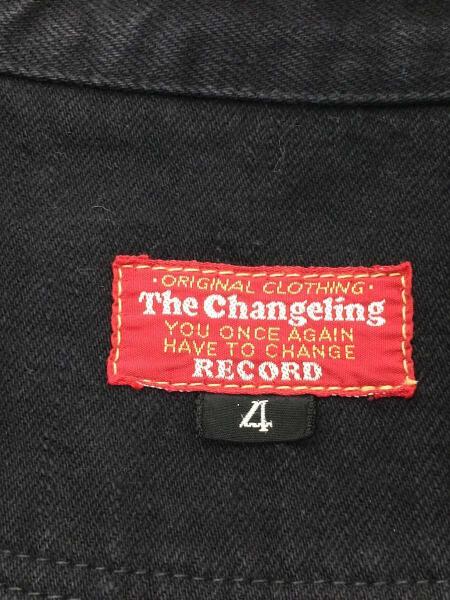 · ORIGINAL CLOTHING ·
The Changeling
YOU ONCE AGAIN
HAVE TO CHANGE
RECORD
4